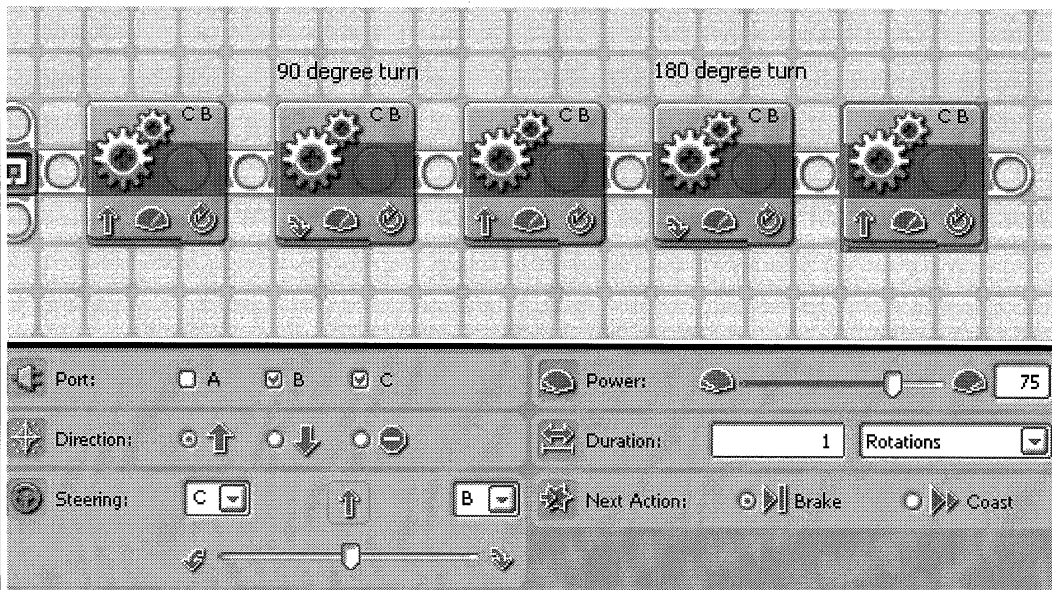 90 degree turn 180 degree turn
C B C B C B C B C B
Port: A B C Power: 75
Direction: Duration: 1 Rotations
Steering: C B Next Action: Brake Coast